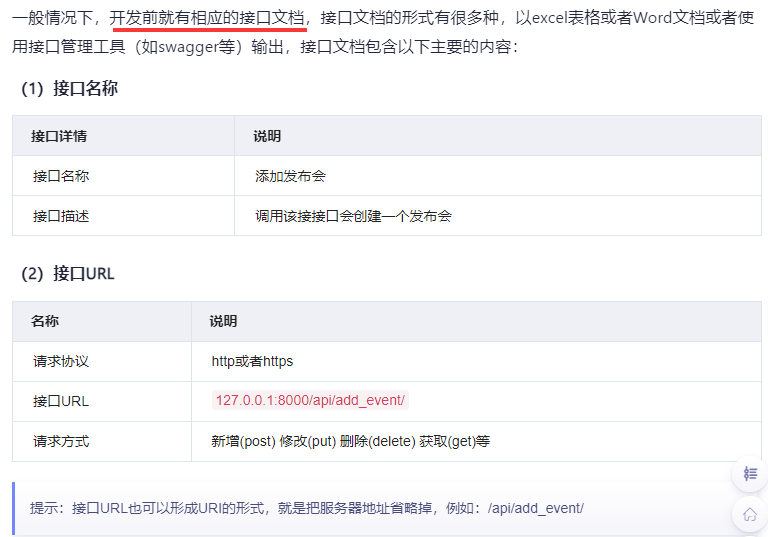 一般情况下，开发前就有相应的接口文档，接口文档的形式有很多种，以excel表格或者Word文档或者使
用接口管理工具（如swagger等）输出，接口文档包含以下主要的内容：
（1）接口名称
接口详情 说明
接口名称 添加发布会
接口描述 调用该接接口会创建一个发布会
（2）接口URL
名称 说明
请求协议 http或者https
接口URL 127.0.0.1:8000/api/add_event/
请求方式 新增(post) 修改(put) 删除(delete) 获取(get)等
提示：接口URL也可以形成URI的形式，就是把服务器地址省略掉，例如：/api/add_event/